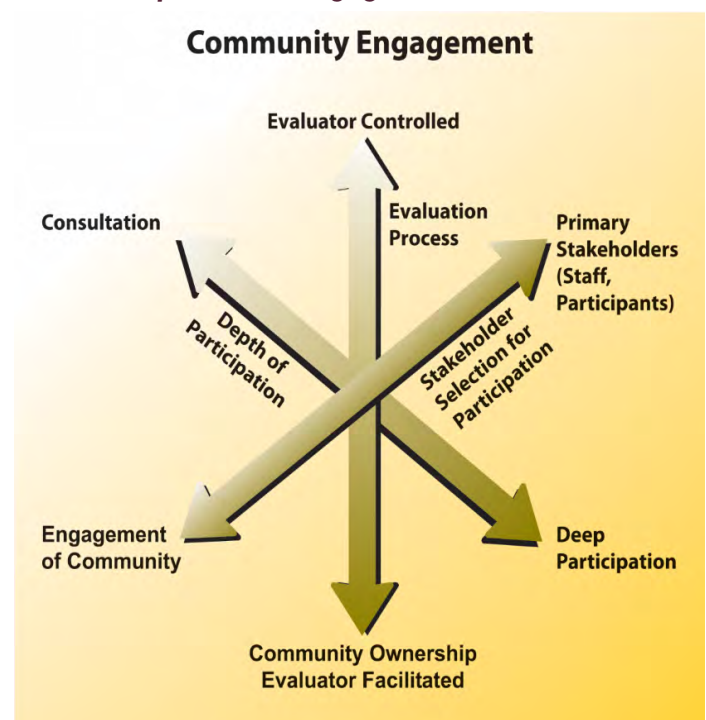 Community Engagement
Evaluator Controlled
Consultation
Evaluation
Process
Primary
Stakeholders
(Staff,
Participants)
Depth of
Participation
Stakeholder
Selection for
Participation
Engagement
of Community
Deep
Participation
Community Ownership
Evaluator Facilitated